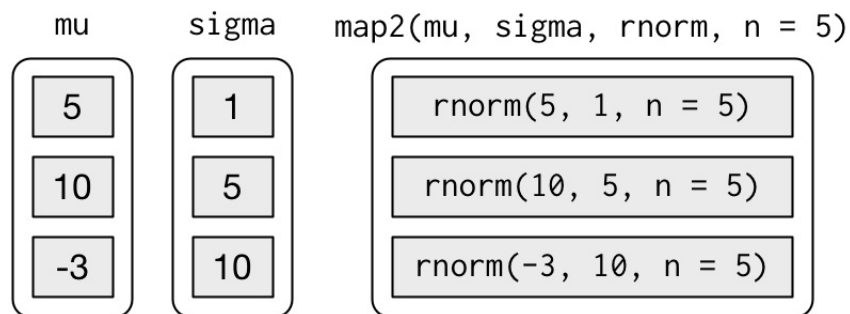 mu sigma map2(mu, sigma, rnorm, n = 5)
5 1 rnorm(5, 1, n = 5)
10 5 rnorm(10, 5, n = 5)
-3 10 rnorm(-3, 10, n = 5)